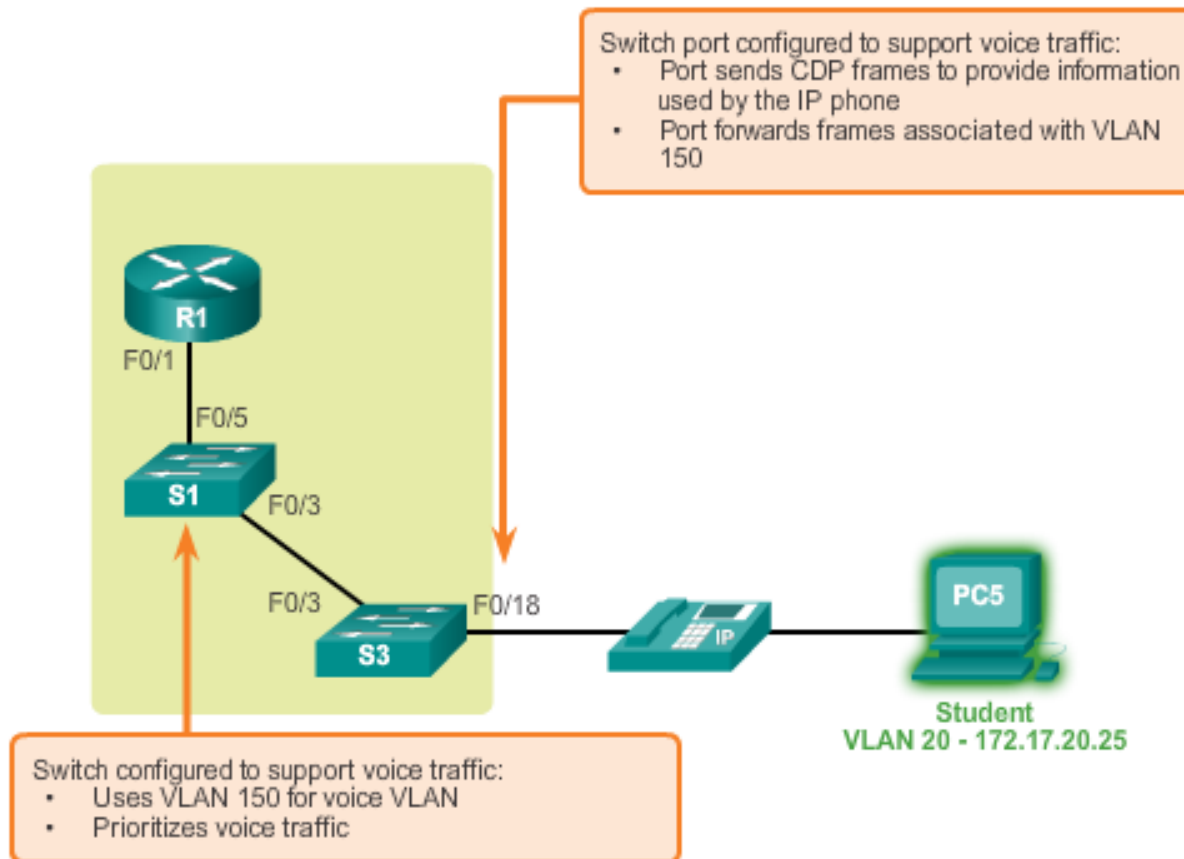 Switch port configured to support voice traffic:
• Port sends CDP frames to provide information
used by the IP phone
• Port forwards frames associated with VLAN
150
R1
F0/1
F0/5
S1
F0/3
F0/3
F0/18
S3
IP
PC5
Student
VLAN 20 - 172.17.20.25
Switch configured to support voice traffic:
• Uses VLAN 150 for voice VLAN
• Prioritizes voice traffic